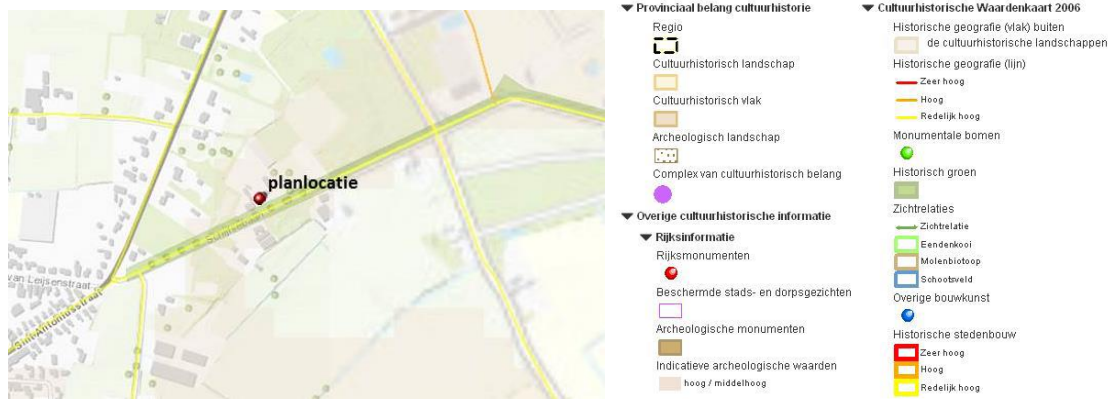 planlocatie
van Leijsenstraat
Sint-Antoniusstraat
Provinciaal belang cultuurhistorie
Regio
Cultuurhistorisch landschap
Cultuurhistorisch vlak
Archeologisch landschap
Complex van cultuurhistorisch belang
Overige cultuurhistorische informatie
Rijksinformatie
Rijksmonumenten
Beschermde stads- en dorpsgezichten
Archeologische monumenten
Indicatieve archeologische waarden
hoog / middelhoog
Cultuurhistorische Waardenkaart 2006
Historische geografie (vlak) buiten
de cultuurhistorische landschappen
Historische geografie (lijn)
Zeer hoog
Hoog
Redelijk hoog
Monumentale bomen
Historisch groen
Zichtrelaties
Zichtrelatie
Eendenkooi
Molenbiotoop
Schootsveld
Overige bouwkunst
Historische stedenbouw
Zeer hoog
Hoog
Redelijk hoog